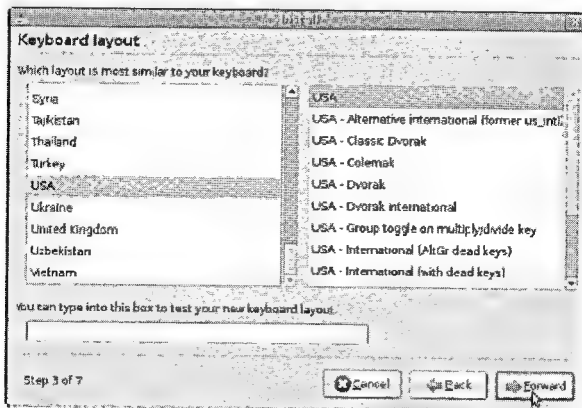 Install
Keyboard layout
Which layout is most similar to your keyboard?
Syria
Tajikistan
Thailand
Turkey
USA
Ukraine
United Kingdom
Uzbekistan
Vietnam
USA
USA - Alternative international (former us_intl)
USA - Classic Dvorak
USA - Colemak
USA - Dvorak
USA - Dvorak international
USA - Group toggle on multiply/divide key
USA - International (AltGr dead keys)
USA - International (with dead keys)
You can type into this box to test your new keyboard layout.
Step 3 of 7
Cancel
Back
Forward